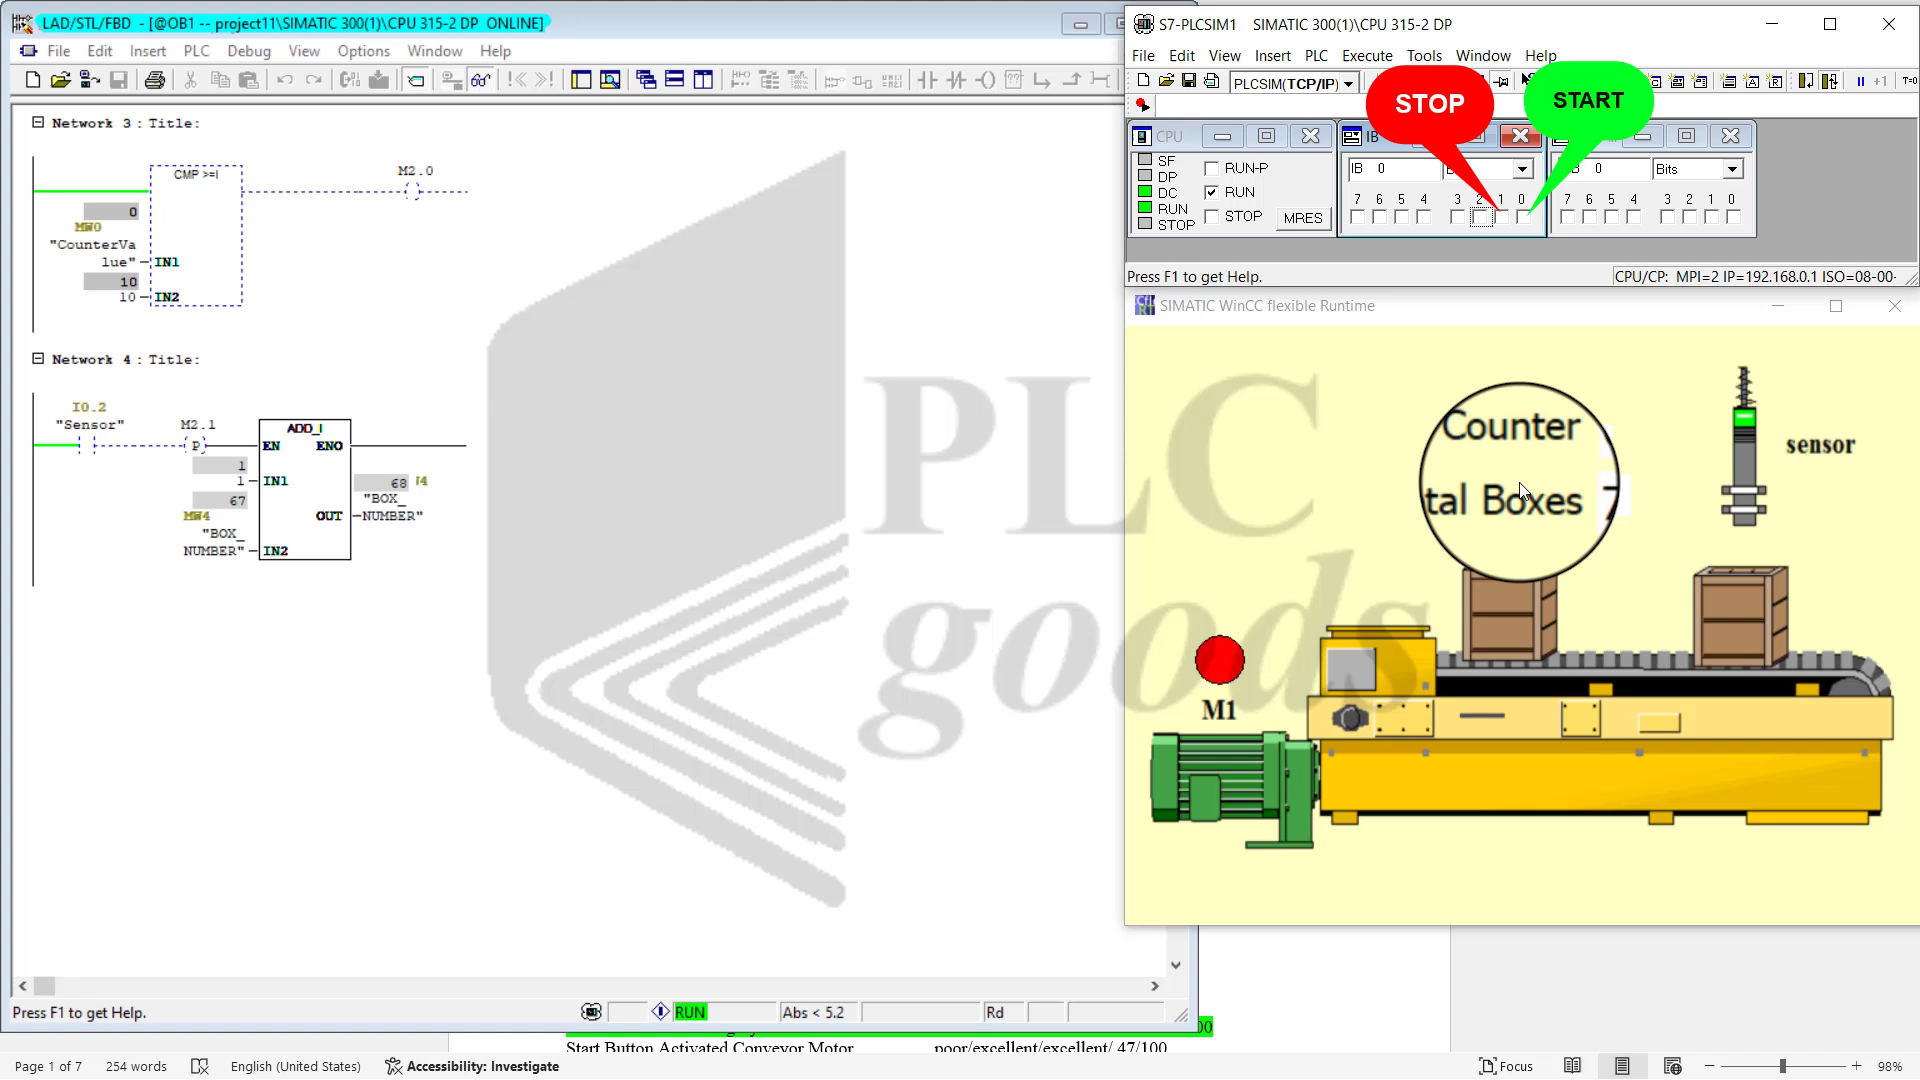 LAD/STL/FBD - [@OB1 -- project11\SIMATIC 300(1)\CPU 315-2 DP ONLINE]
File Edit Insert PLC Debug View Options Window Help
Network 3 : Title:
CMP >=I
M2.0
0
MW0
"CounterVa
lue"
IN1
10
10
IN2
Network 4 : Title:
I0.2
"Sensor"
M2.1
P
ADD_I
EN ENO
1
1
IN1
67
MW4
"BOX_
NUMBER"
IN2
68
"BOX_
OUT
NUMBER"
Press F1 to get Help.
RUN
Abs < 5.2
Rd
S7-PLCSIM1 SIMATIC 300(1)\CPU 315-2 DP
File Edit View Insert PLC Execute Tools Window Help
PLCSIM(TCP/IP)
+1
T=0
STOP
START
CPU
SF
DP
DC
RUN
STOP
RUN-P
RUN
STOP
MRES
IB
IB 0
7 6 5 4 3 2 1 0
0 Bits
7 6 5 4 3 2 1 0
Press F1 to get Help.
CPU/CP: MPI=2 IP=192.168.0.1 ISO=08-00-
SIMATIC WinCC flexible Runtime
Counter
tal Boxes
sensor
M1
PLC
goods
Start Button Activated Conveyor Motor poor/excellent/excellent/ 47/100
Page 1 of 7 254 words English (United States) Accessibility: Investigate Focus 98%